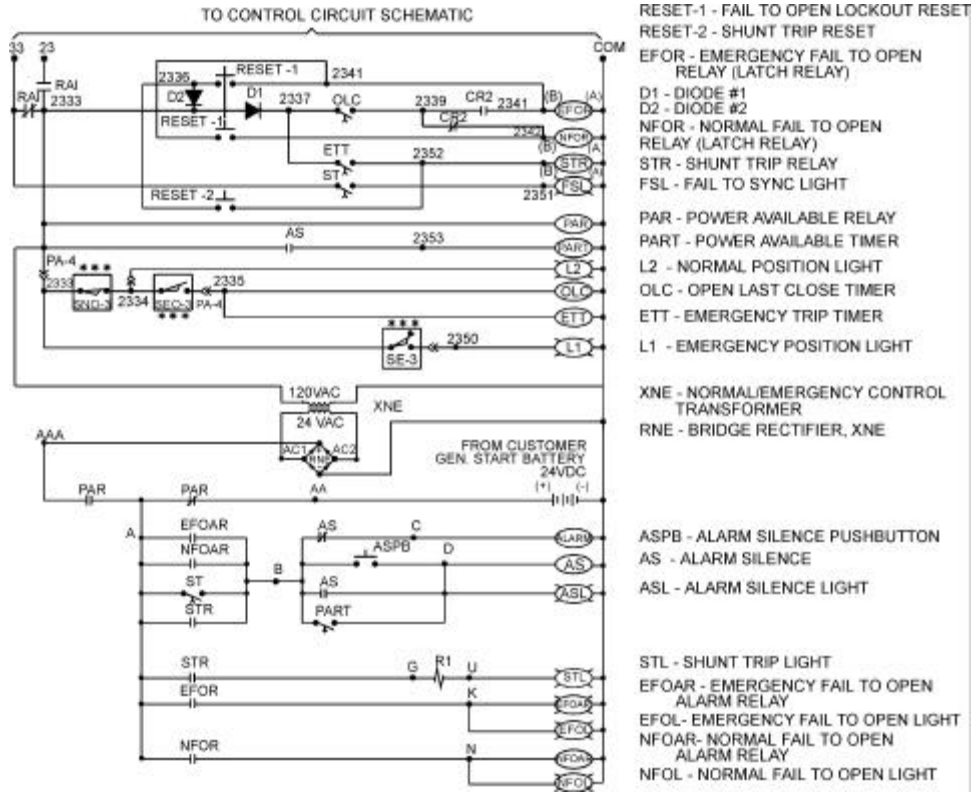 TO CONTROL CIRCUIT SCHEMATIC
33 23 COM
RAI
RAI 2333
2336 RESET -1 2341
D2 D1 2337 OLC 2339 CR2 2341 (B) EFOR (A)
RESET -1 CR2 2342 NFOR
ETT 2352 (B) STR (A)
ST (B) FSL (A)
RESET -2 2351
PAR
AS 2353 PART
PA-4 *** L2
2333 SNO-3 2334 SEO-3 PA-4 2335 OLC
*** ETT
***
SE-3 2350 L1
120VAC
24 VAC XNE
AAA AC1 RNE AC2
FROM CUSTOMER
GEN. START BATTERY
24VDC
(+) (-)
PAR PAR AA
A EFOAR AS C ALARM
NFOAR ASPB D AS
ST B AS ASL
STR PART
STR G R1 U STL
EFOR K EFOAR
EFOL
NFOR N NFOAR
NFOL
RESET-1 - FAIL TO OPEN LOCKOUT RESET
RESET-2 - SHUNT TRIP RESET
EFOR - EMERGENCY FAIL TO OPEN
RELAY (LATCH RELAY)
D1 - DIODE #1
D2 - DIODE #2
NFOR - NORMAL FAIL TO OPEN
RELAY (LATCH RELAY)
STR - SHUNT TRIP RELAY
FSL - FAIL TO SYNC LIGHT
PAR - POWER AVAILABLE RELAY
PART - POWER AVAILABLE TIMER
L2 - NORMAL POSITION LIGHT
OLC - OPEN LAST CLOSE TIMER
ETT - EMERGENCY TRIP TIMER
L1 - EMERGENCY POSITION LIGHT
XNE - NORMAL/EMERGENCY CONTROL
TRANSFORMER
RNE - BRIDGE RECTIFIER, XNE
ASPB - ALARM SILENCE PUSHBUTTON
AS - ALARM SILENCE
ASL - ALARM SILENCE LIGHT
STL - SHUNT TRIP LIGHT
EFOAR - EMERGENCY FAIL TO OPEN
ALARM RELAY
EFOL- EMERGENCY FAIL TO OPEN LIGHT
NFOAR- NORMAL FAIL TO OPEN
ALARM RELAY
NFOL - NORMAL FAIL TO OPEN LIGHT